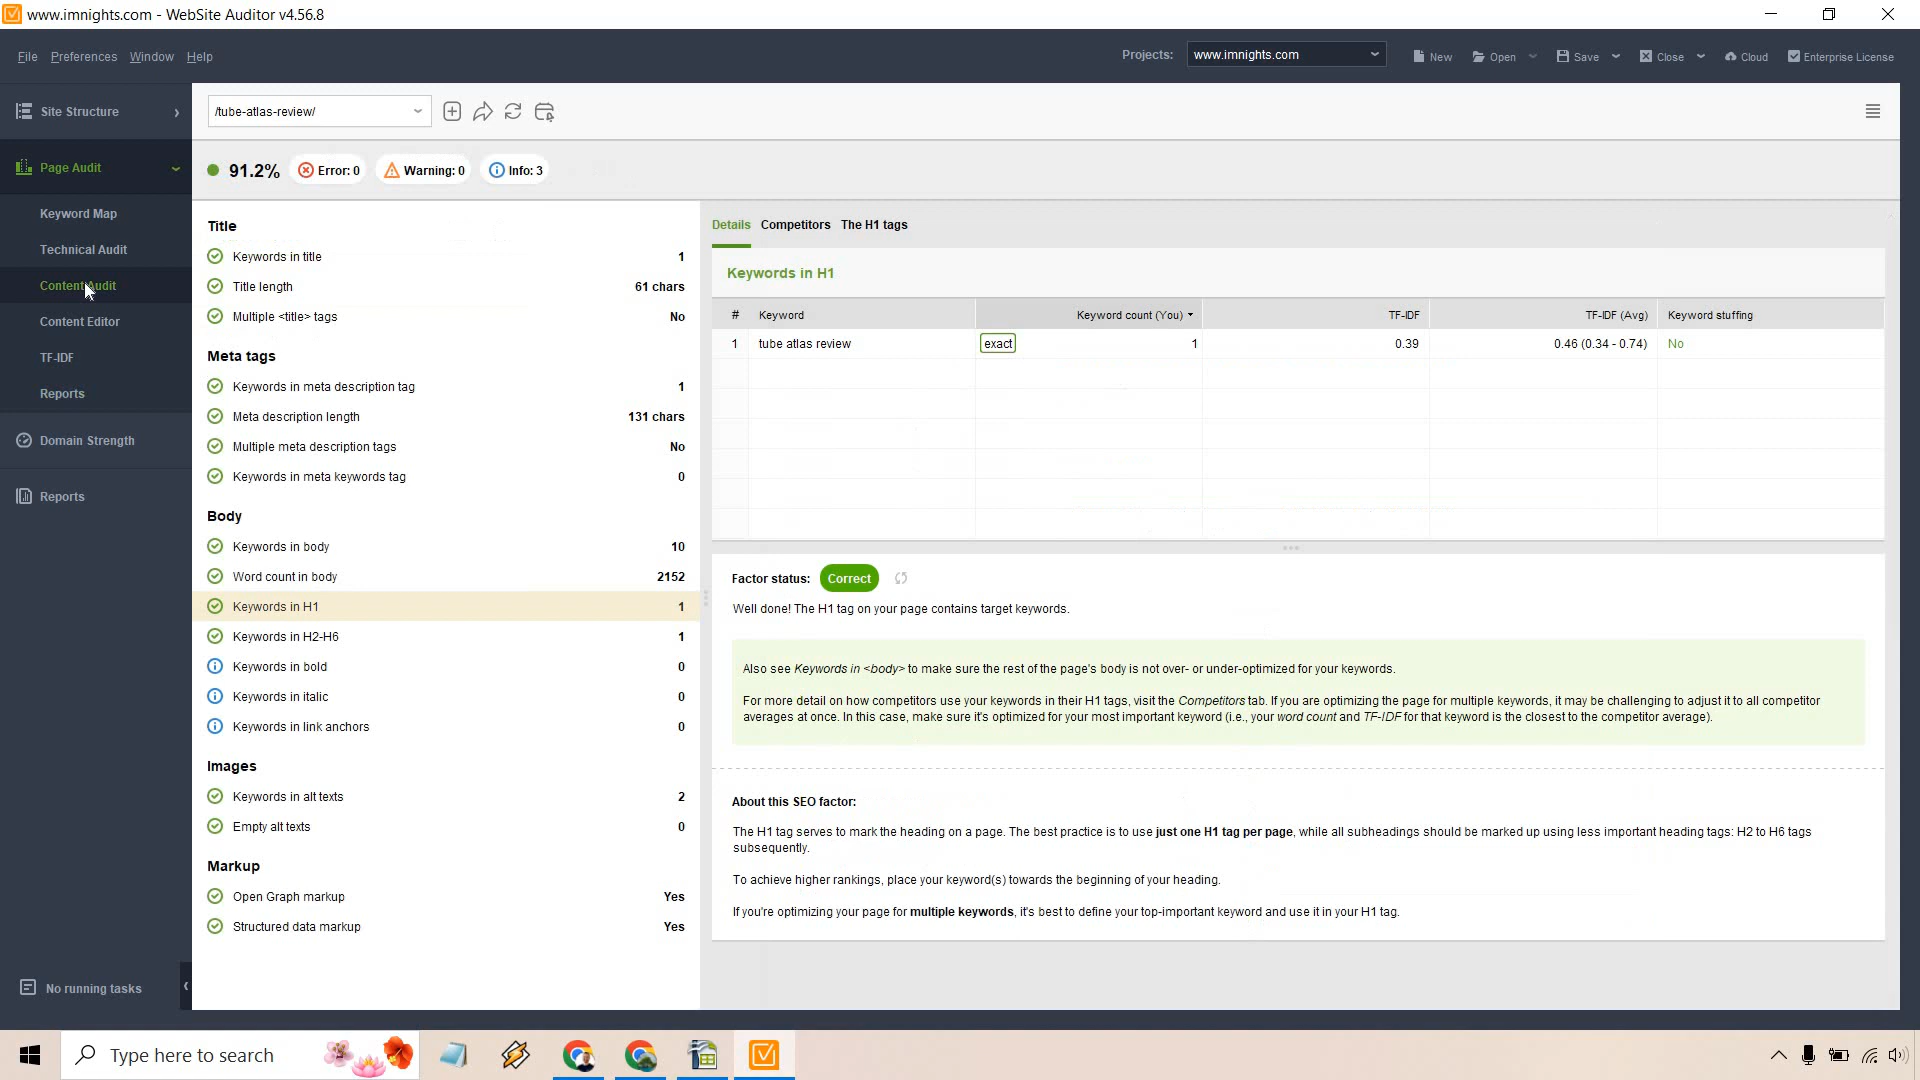 www.imnights.com - WebSite Auditor v4.56.8
File Preferences Window Help
Projects: www.imnights.com New Open Save Close Cloud Enterprise License
Site Structure
Page Audit
Keyword Map
Technical Audit
Content Audit
Content Editor
TF-IDF
Reports
Domain Strength
Reports
No running tasks
/tube-atlas-review/
91.2% Error: 0 Warning: 0 Info: 3
Title
Keywords in title 1
Title length 61 chars
Multiple <title> tags No
Meta tags
Keywords in meta description tag 1
Meta description length 131 chars
Multiple meta description tags No
Keywords in meta keywords tag 0
Body
Keywords in body 10
Word count in body 2152
Keywords in H1 1
Keywords in H2-H6 1
Keywords in bold 0
Keywords in italic 0
Keywords in link anchors 0
Images
Keywords in alt texts 2
Empty alt texts 0
Markup
Open Graph markup Yes
Structured data markup Yes
Details Competitors The H1 tags
Keywords in H1
# Keyword Keyword count (You) TF-IDF TF-IDF (Avg) Keyword stuffing
1 tube atlas review exact 1 0.39 0.46 (0.34 - 0.74) No
Factor status: Correct
Well done! The H1 tag on your page contains target keywords.
Also see Keywords in <body> to make sure the rest of the page's body is not over- or under-optimized for your keywords.
For more detail on how competitors use your keywords in their H1 tags, visit the Competitors tab. If you are optimizing the page for multiple keywords, it may be challenging to adjust it to all competitor
averages at once. In this case, make sure it's optimized for your most important keyword (i.e., your word count and TF-IDF for that keyword is the closest to the competitor average).
About this SEO factor:
The H1 tag serves to mark the heading on a page. The best practice is to use just one H1 tag per page, while all subheadings should be marked up using less important heading tags: H2 to H6 tags
subsequently.
To achieve higher rankings, place your keyword(s) towards the beginning of your heading.
If you're optimizing your page for multiple keywords, it's best to define your top-important keyword and use it in your H1 tag.
Type here to search